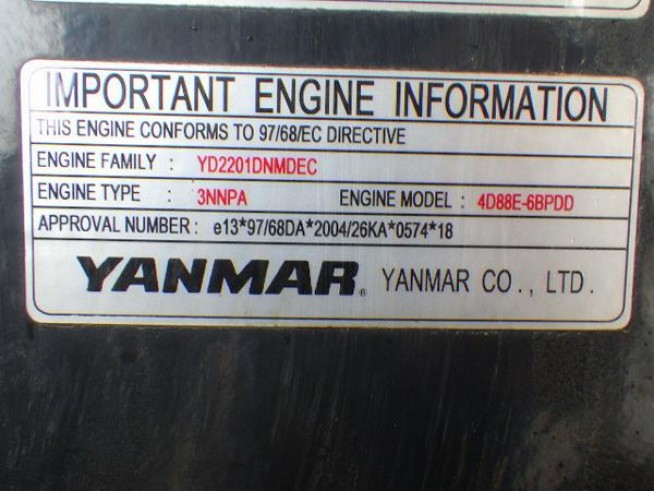 IMPORTANT ENGINE INFORMATION
THIS ENGINE CONFORMS TO 97/68/EC DIRECTIVE
ENGINE FAMILY : YD2201DNMDEC
ENGINE TYPE : 3NNPA ENGINE MODEL : 4D88E-6BPDD
APPROVAL NUMBER : e13*97/68DA*2004/26KA*0574*18
YANMAR® YANMAR CO., LTD.